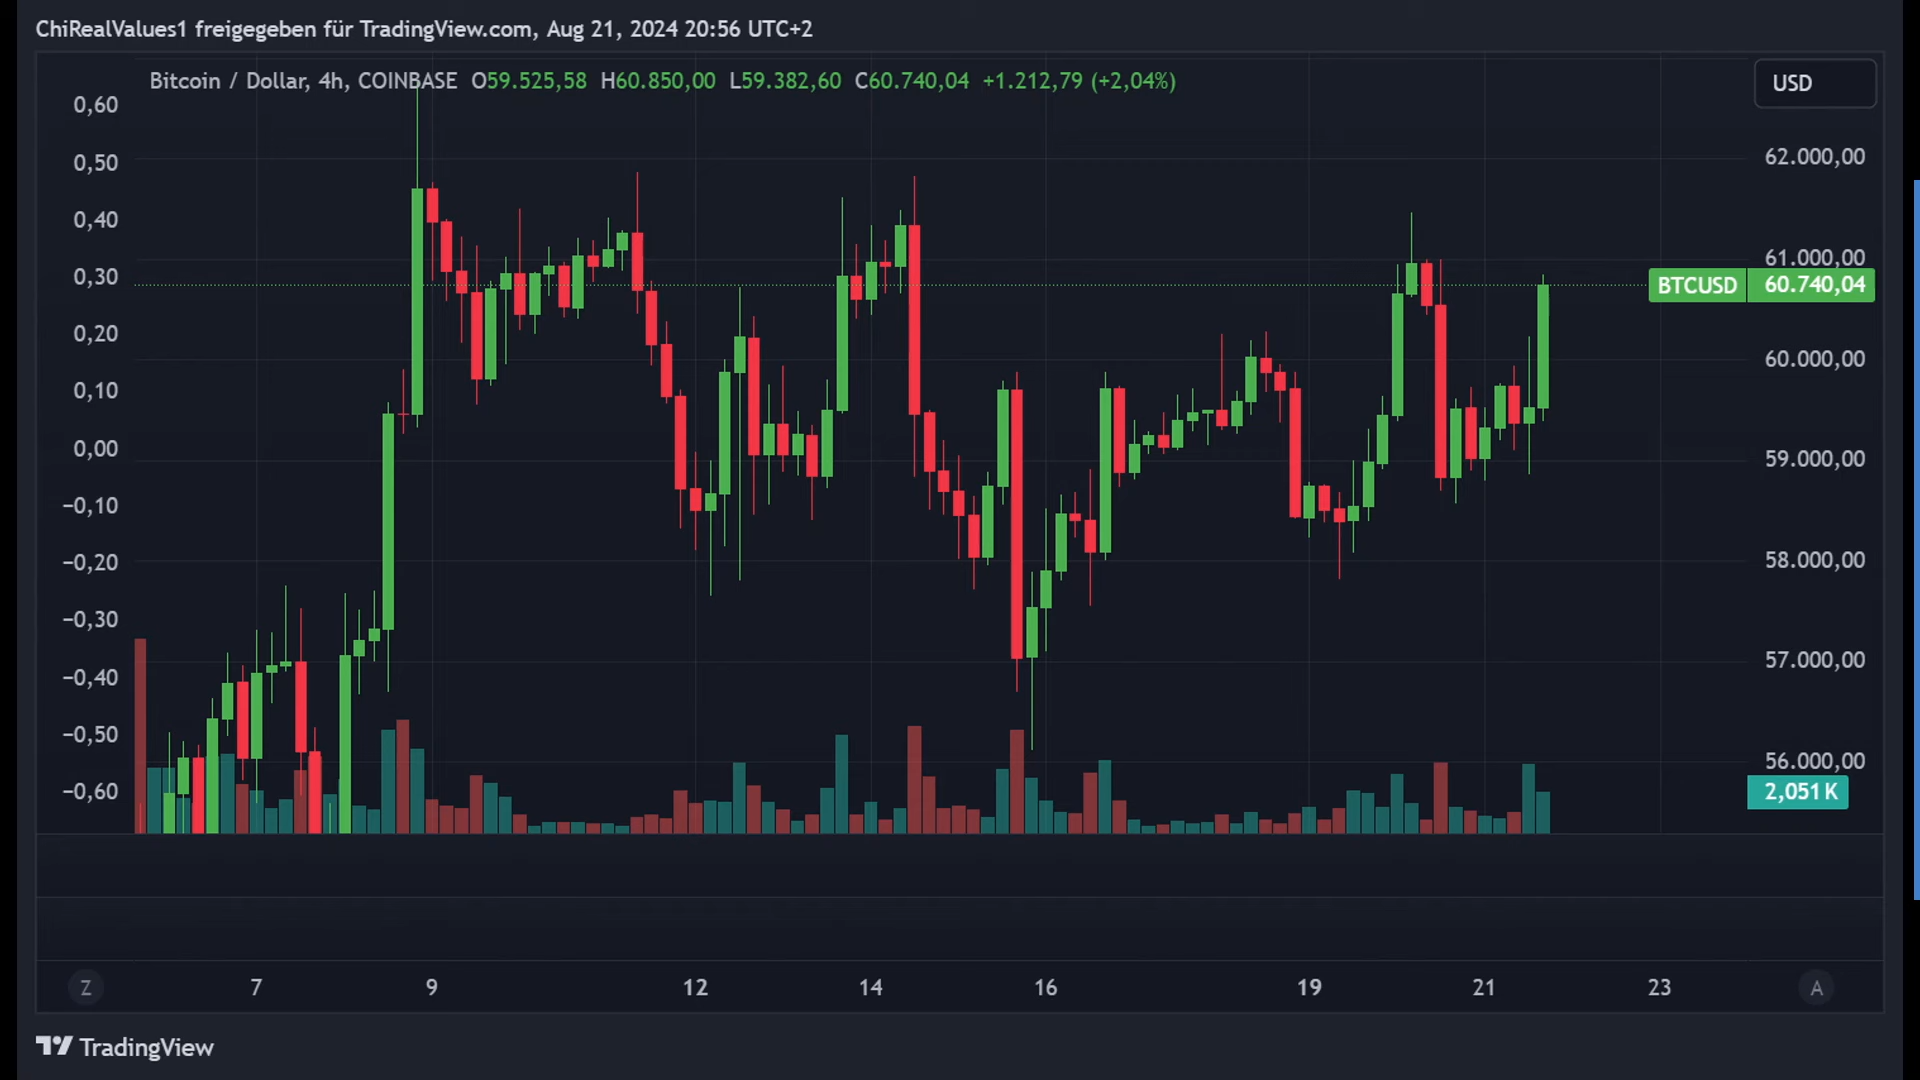 ChiRealValues1 freigegeben für TradingView.com, Aug 21, 2024 20:56 UTC+2
Bitcoin / Dollar, 4h, COINBASE O59.525,58 H60.850,00 L59.382,60 C60.740,04 +1.212,79 (+2,04%)
USD
0,60
0,50
0,40
0,30
0,20
0,10
0,00
−0,10
−0,20
−0,30
−0,40
−0,50
−0,60
62.000,00
61.000,00
BTCUSD 60.740,04
60.000,00
59.000,00
58.000,00
57.000,00
56.000,00
2,051 K
Z 7 9 12 14 16 19 21 23 A
TradingView